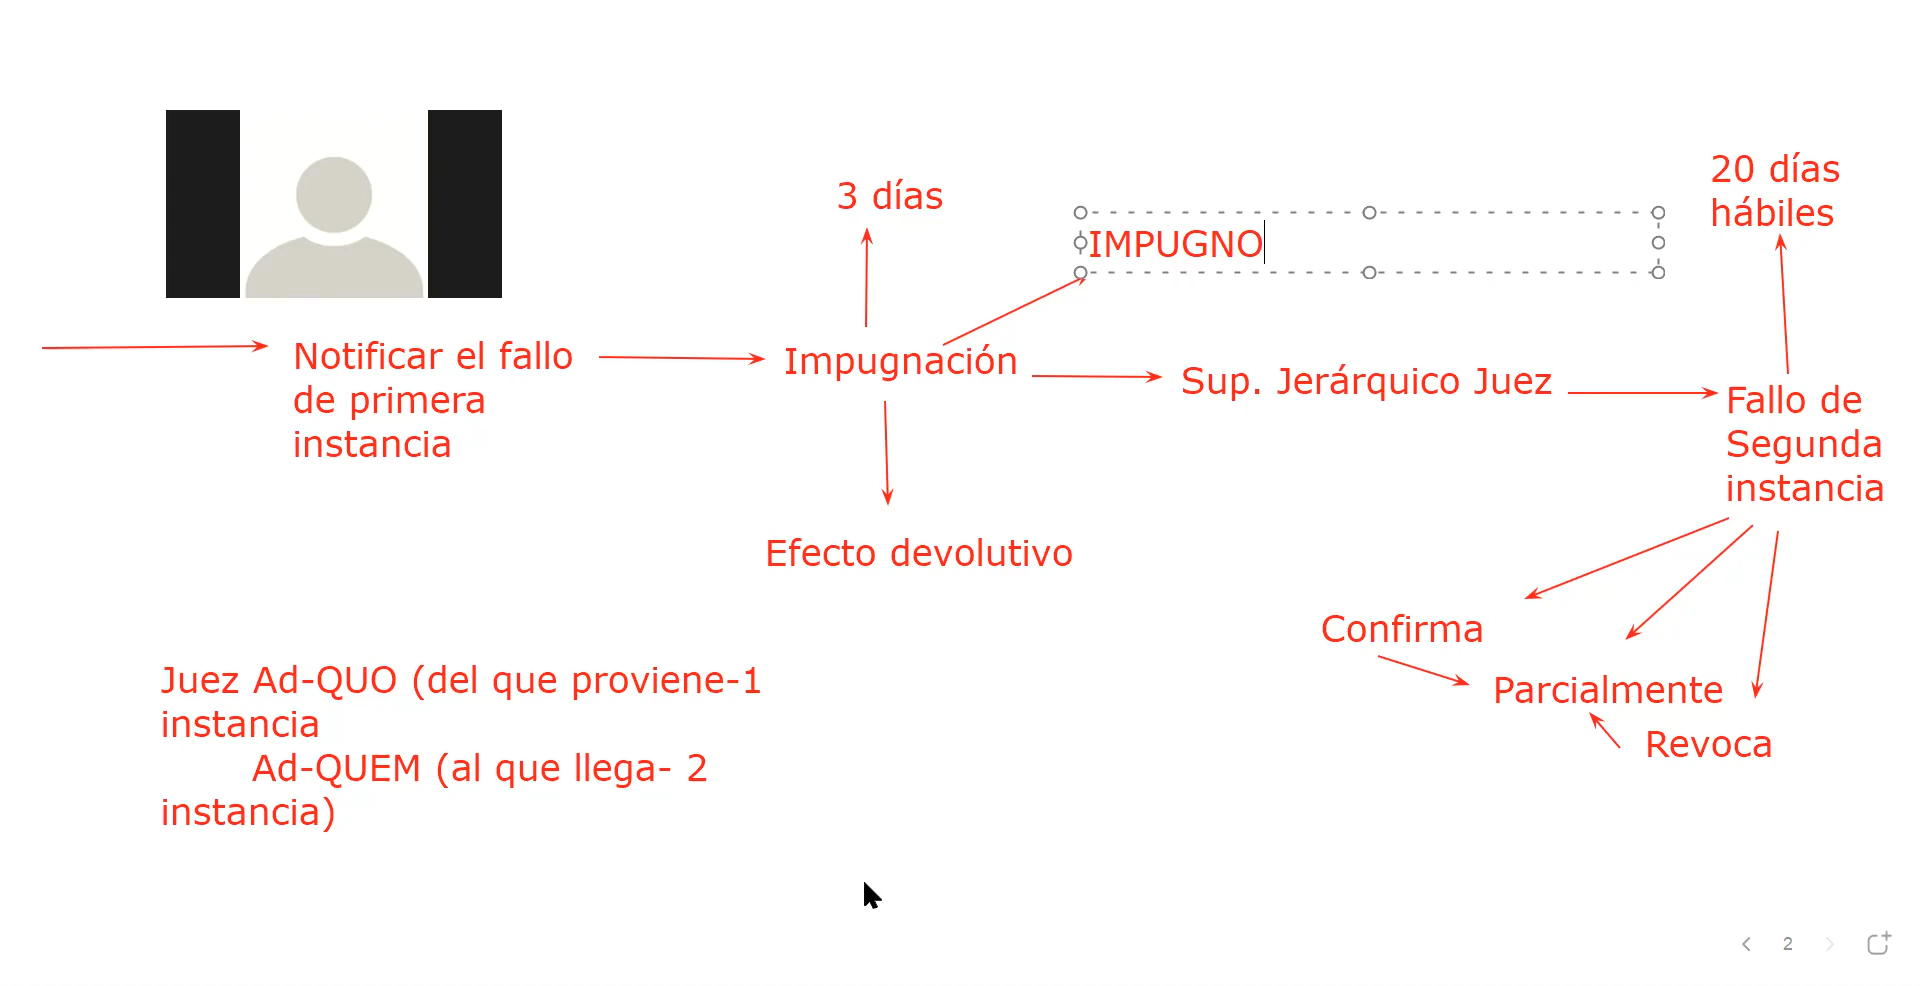 3 días
IMPUGNO
20 días
hábiles
Notificar el fallo
de primera
instancia
Impugnación
Sup. Jerárquico Juez
Fallo de
Segunda
instancia
Efecto devolutivo
Confirma
Parcialmente
Revoca
Juez Ad-QUO (del que proviene-1
instancia
Ad-QUEM (al que llega- 2
instancia)
2